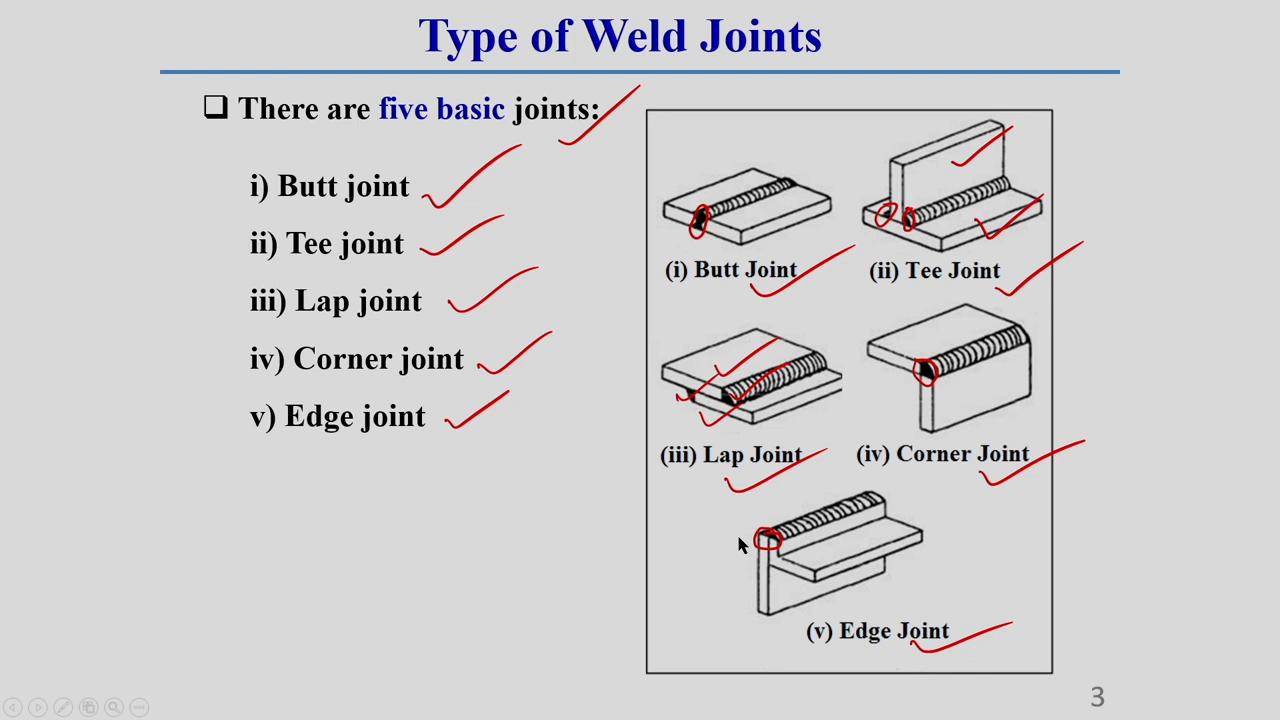 Type of Weld Joints
There are five basic joints:
i) Butt joint
ii) Tee joint
iii) Lap joint
iv) Corner joint
v) Edge joint
(i) Butt Joint
(ii) Tee Joint
(iii) Lap Joint
(iv) Corner Joint
(v) Edge Joint
3